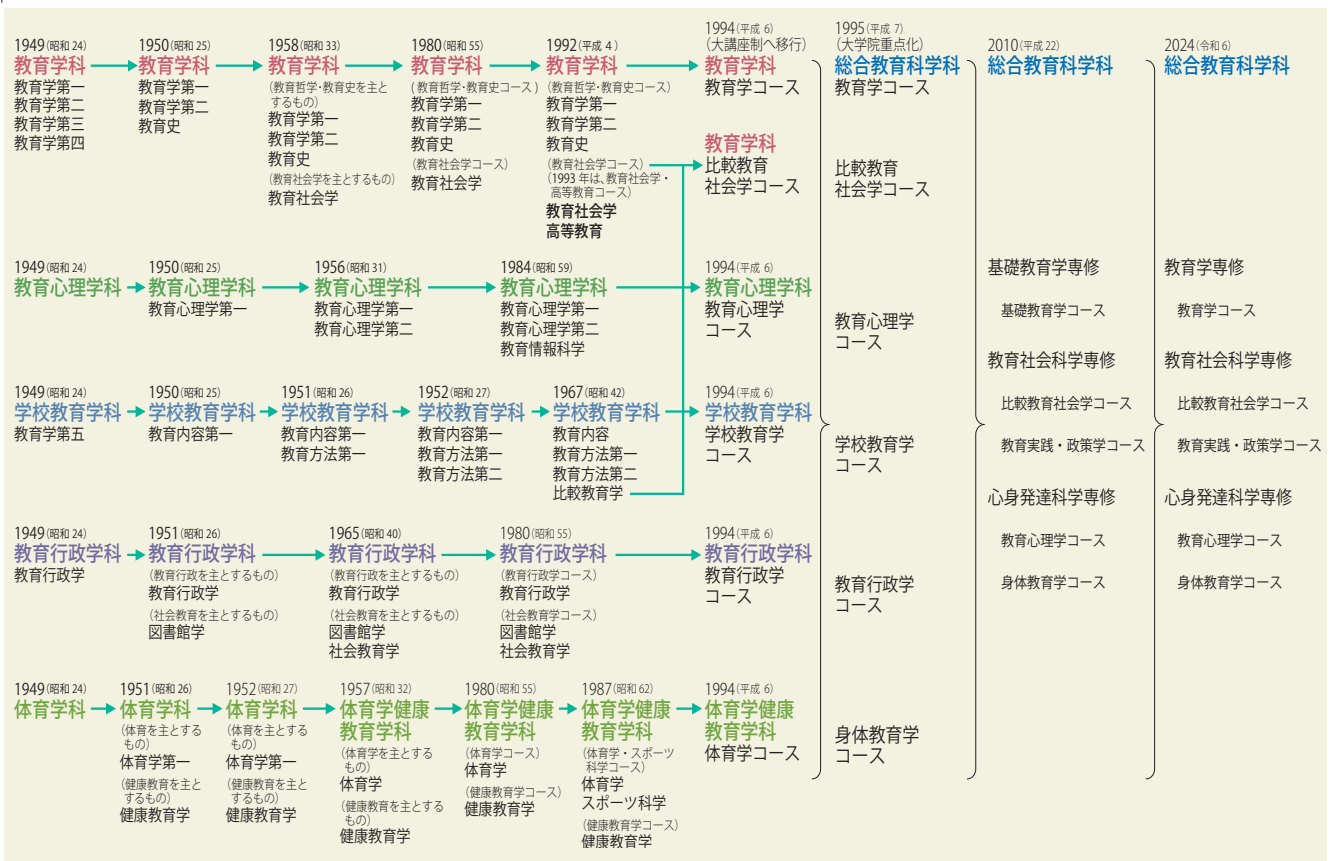 1949(昭和 24)
教育学科
教育学第一
教育学第二
教育学第三
教育学第四
1950(昭和 25)
教育学科
教育学第一
教育学第二
教育史
1958(昭和 33)
教育学科
(教育哲学・教育史を主と
するもの)
教育学第一
教育学第二
教育史
(教育社会学を主とするもの)
教育社会学
1980(昭和 55)
教育学科
(教育哲学・教育史コース)
教育学第一
教育学第二
教育史
(教育社会学コース)
教育社会学
1992(平成 4)
教育学科
(教育哲学・教育史コース)
教育学第一
教育学第二
教育史
(教育社会学コース)
(1993 年は、教育社会学・
高等教育コース)
教育社会学
高等教育
1994(平成 6)
(大講座制へ移行)
教育学科
教育学コース
教育学科
比較教育
社会学コース
1949(昭和 24)
教育心理学科
1950(昭和 25)
教育心理学科
教育心理学第一
1956(昭和 31)
教育心理学科
教育心理学第一
教育心理学第二
1984(昭和 59)
教育心理学科
教育心理学第一
教育心理学第二
教育情報科学
1994(平成 6)
教育心理学科
教育心理学
コース
1949(昭和 24)
学校教育学科
教育学第五
1950(昭和 25)
学校教育学科
教育内容第一
1951(昭和 26)
学校教育学科
教育内容第一
教育方法第一
1952(昭和 27)
学校教育学科
教育内容第一
教育方法第一
教育方法第二
1967(昭和 42)
学校教育学科
教育内容
教育方法第一
教育方法第二
比較教育学
1994(平成 6)
学校教育学科
学校教育学
コース
1949(昭和 24)
教育行政学科
教育行政学
1951(昭和 26)
教育行政学科
(教育行政を主とするもの)
教育行政学
(社会教育を主とするもの)
図書館学
1965(昭和 40)
教育行政学科
(教育行政を主とするもの)
教育行政学
(社会教育を主とするもの)
図書館学
社会教育学
1980(昭和 55)
教育行政学科
(教育行政学コース)
教育行政学
(社会教育学コース)
図書館学
社会教育学
1994(平成 6)
教育行政学科
教育行政学
コース
1949(昭和 24)
体育学科
1951(昭和 26)
体育学科
(体育を主とする
もの)
体育学第一
(健康教育を主と
するもの)
健康教育学
1952(昭和 27)
体育学科
(体育を主とする
もの)
体育学第一
(健康教育を主と
するもの)
健康教育学
1957(昭和 32)
体育学健康
教育学科
(体育学を主とする
もの)
体育学
(健康教育を主とする
もの)
健康教育学
1980(昭和 55)
体育学健康
教育学科
(体育学コース)
体育学
(健康教育学コース)
健康教育学
1987(昭和 62)
体育学健康
教育学科
(体育学・スポーツ
科学コース)
体育学
スポーツ科学
(健康教育学コース)
健康教育学
1994(平成 6)
体育学健康
教育学科
体育学コース
1995(平成 7)
(大学院重点化)
総合教育科学科
教育学コース
比較教育
社会学コース
教育心理学
コース
学校教育学
コース
教育行政学
コース
身体教育学
コース
2010(平成 22)
総合教育科学科
基礎教育学専修
基礎教育学コース
教育社会科学専修
比較教育社会学コース
教育実践・政策学コース
心身発達科学専修
教育心理学コース
身体教育学コース
2024(令和 6)
総合教育科学科
教育学専修
教育学コース
教育社会科学専修
比較教育社会学コース
教育実践・政策学コース
心身発達科学専修
教育心理学コース
身体教育学コース